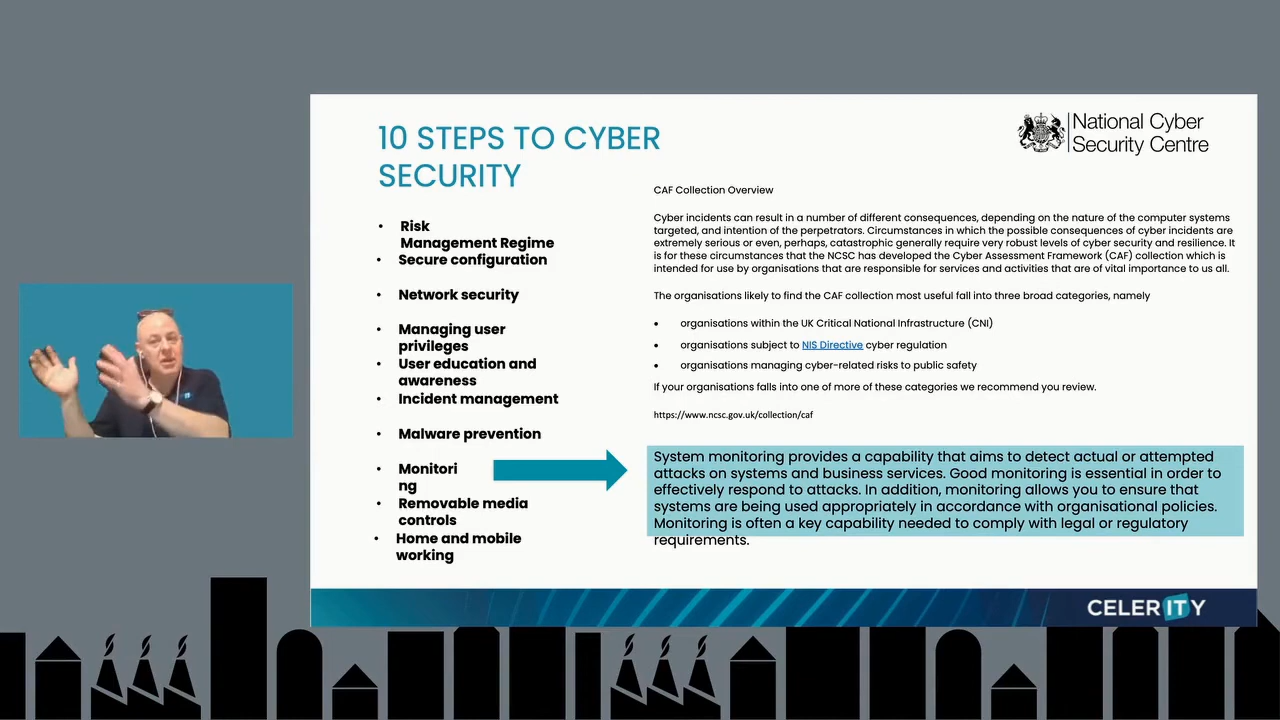 10 STEPS TO CYBER
SECURITY
National Cyber
Security Centre
• Risk
Management Regime
• Secure configuration
• Network security
• Managing user
privileges
• User education and
awareness
• Incident management
• Malware prevention
• Monitori
ng
• Removable media
controls
• Home and mobile
working
CAF Collection Overview
Cyber incidents can result in a number of different consequences, depending on the nature of the computer systems
targeted, and intention of the perpetrators. Circumstances in which the possible consequences of cyber incidents are
extremely serious or even, perhaps, catastrophic generally require very robust levels of cyber security and resilience. It
is for these circumstances that the NCSC has developed the Cyber Assessment Framework (CAF) collection which is
intended for use by organisations that are responsible for services and activities that are of vital importance to us all.
The organisations likely to find the CAF collection most useful fall into three broad categories, namely
• organisations within the UK Critical National Infrastructure (CNI)
• organisations subject to NIS Directive cyber regulation
• organisations managing cyber-related risks to public safety
If your organisations falls into one of more of these categories we recommend you review.
https://www.ncsc.gov.uk/collection/caf
System monitoring provides a capability that aims to detect actual or attempted
attacks on systems and business services. Good monitoring is essential in order to
effectively respond to attacks. In addition, monitoring allows you to ensure that
systems are being used appropriately in accordance with organisational policies.
Monitoring is often a key capability needed to comply with legal or regulatory
requirements.
CELERITY